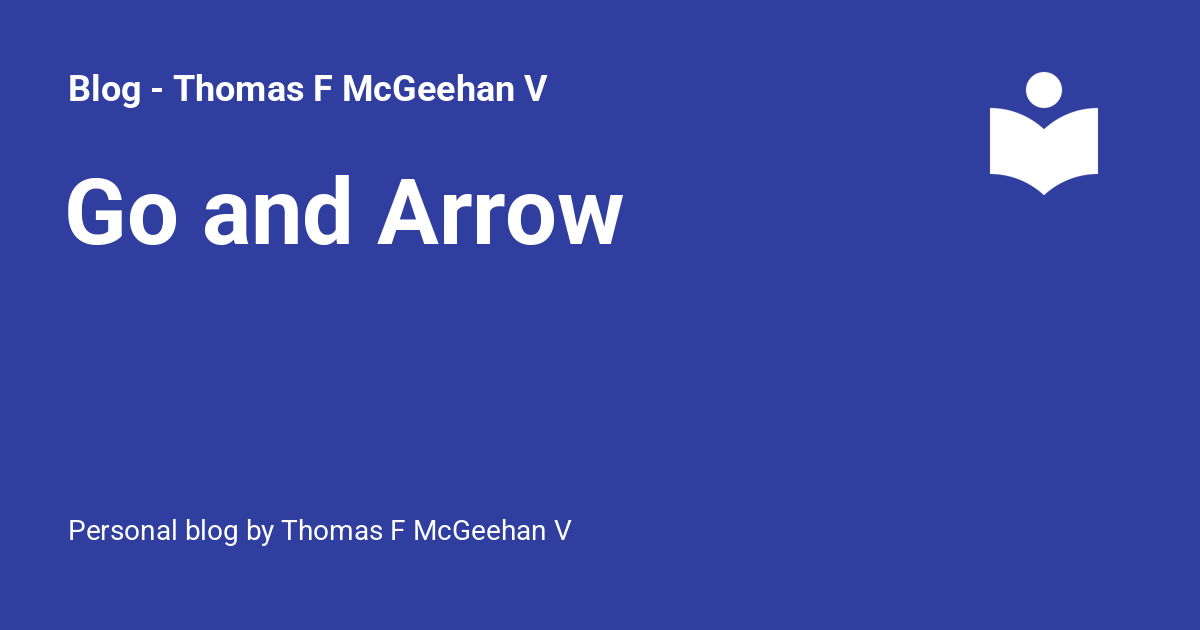 Blog - Thomas F McGeehan V
Go and Arrow
Personal blog by Thomas F McGeehan V